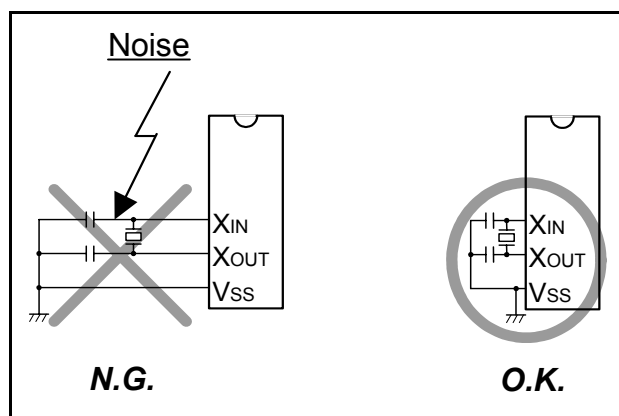 Noise
XIN
XOUT
VSS
N.G.
XIN
XOUT
VSS
O.K.